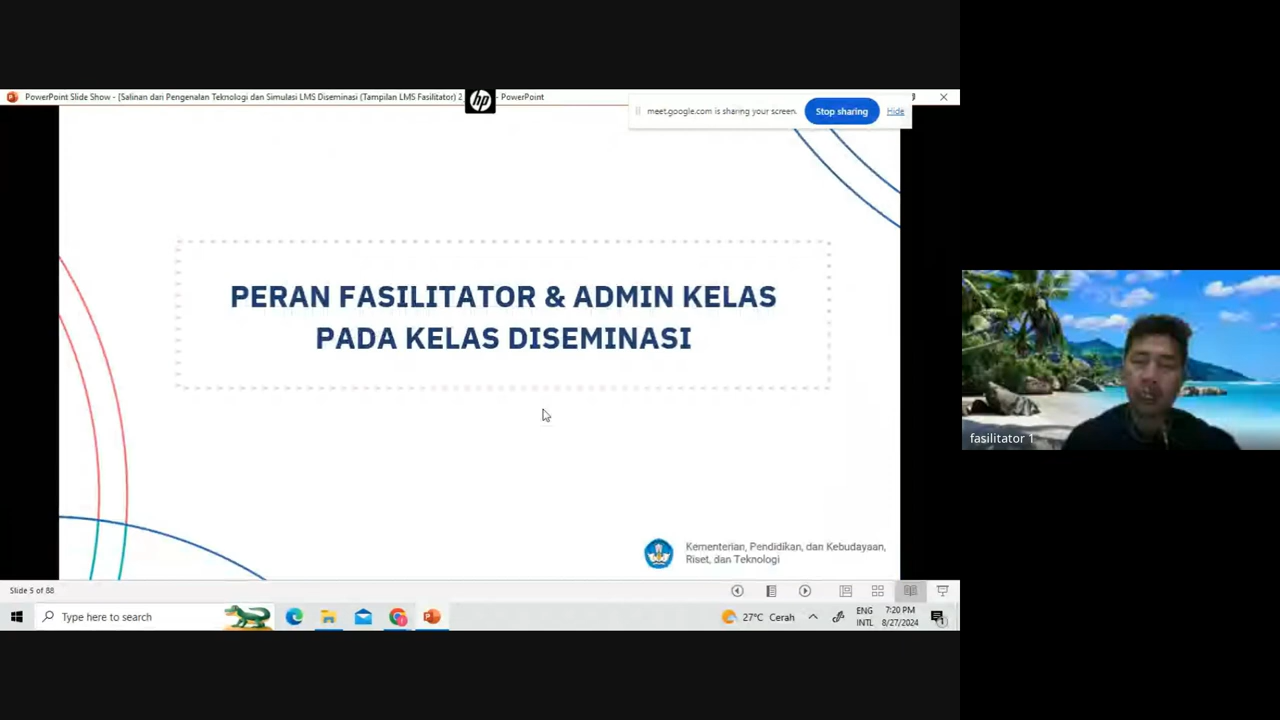 PowerPoint Slide Show - [Salinan dari Pengenalan Teknologi dan Simulasi LMS Diseminasi (Tampilan LMS Fasilitator) 2
hp
- PowerPoint
meet.google.com is sharing your screen.
Stop sharing
Hide
PERAN FASILITATOR & ADMIN KELAS
PADA KELAS DISEMINASI
fasilitator 1
Kementerian, Pendidikan, dan Kebudayaan,
Riset, dan Teknologi
Slide 5 of 88
Type here to search
27°C Cerah
ENG
INTL
7:20 PM
8/27/2024
1